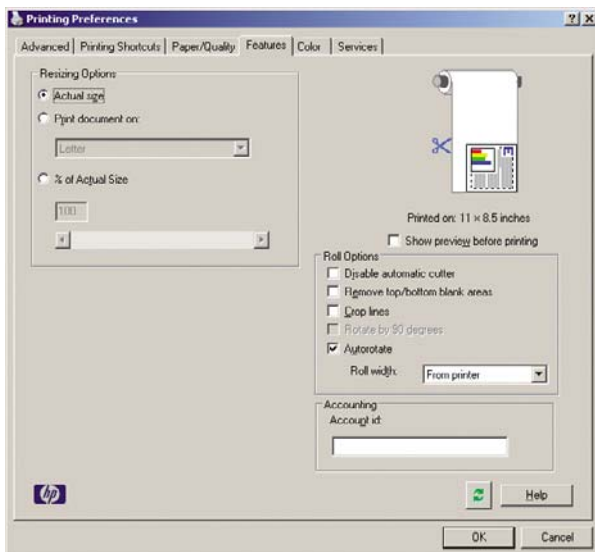 Printing Preferences
Advanced Printing Shortcuts Paper/Quality Features Color Services
Resizing Options
Actual size
Print document on:
Letter
% of Actual Size
100
Printed on: 11 × 8.5 inches
Show preview before printing
Roll Options
Disable automatic cutter
Remove top/bottom blank areas
Crop lines
Rotate by 90 degrees
Autorotate
Roll width: From printer
Accounting
Account id:
hp
Help
OK Cancel